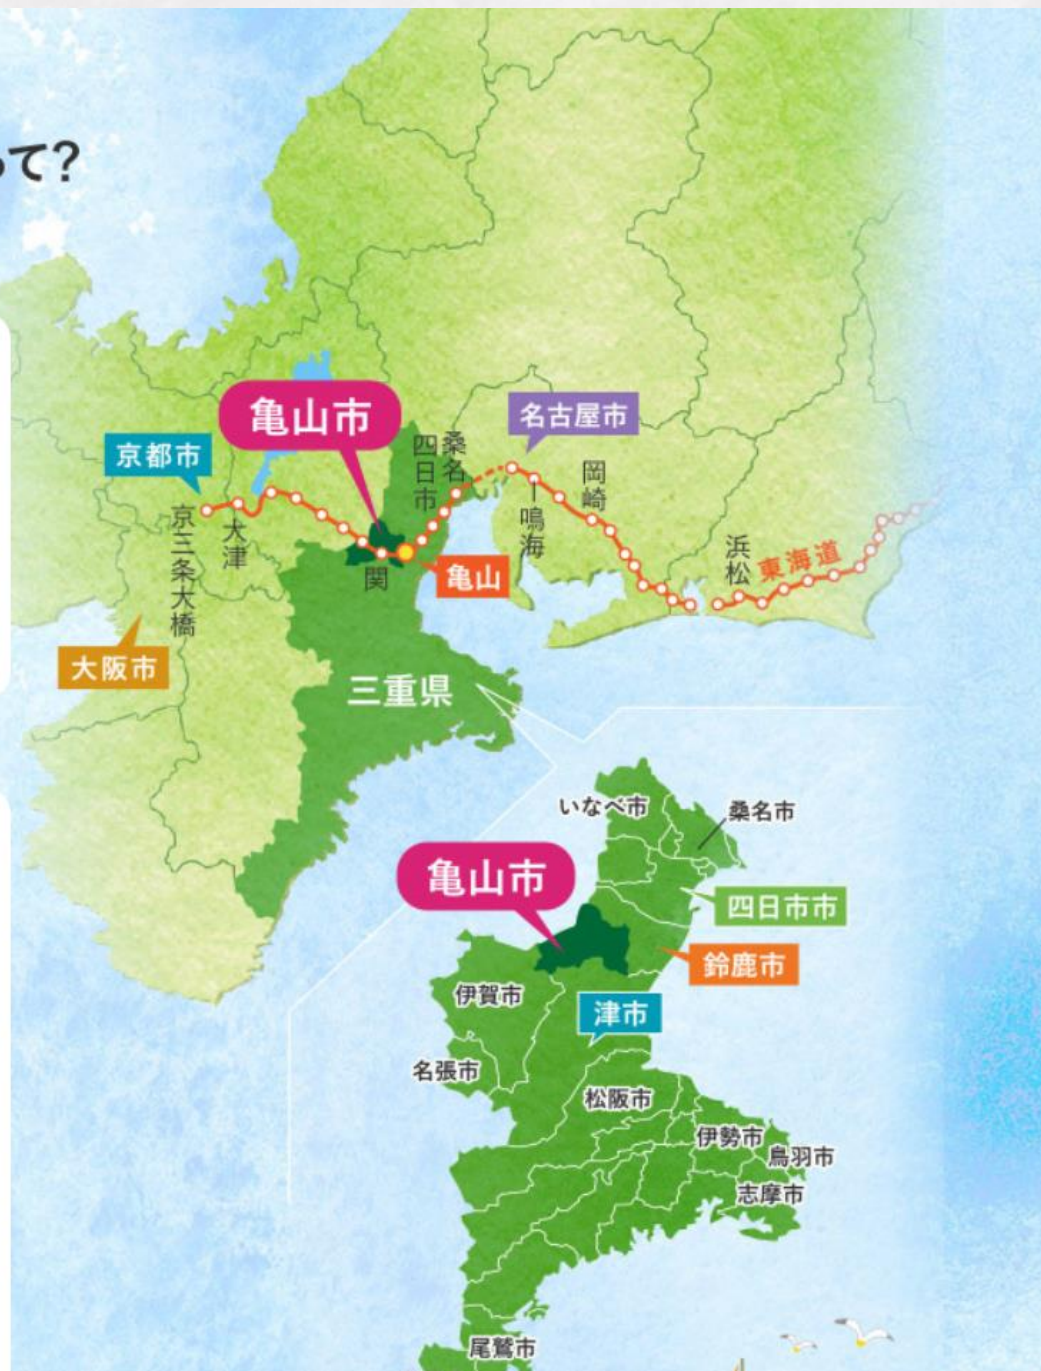 って?
亀山市
名古屋市
京都市
桑名
四日市
岡崎
鳴海
京三条大橋
大津
浜松
東海道
関
亀山
大阪市
三重県
いなべ市
桑名市
亀山市
四日市市
鈴鹿市
伊賀市
津市
名張市
松阪市
伊勢市
鳥羽市
志摩市
尾鷲市